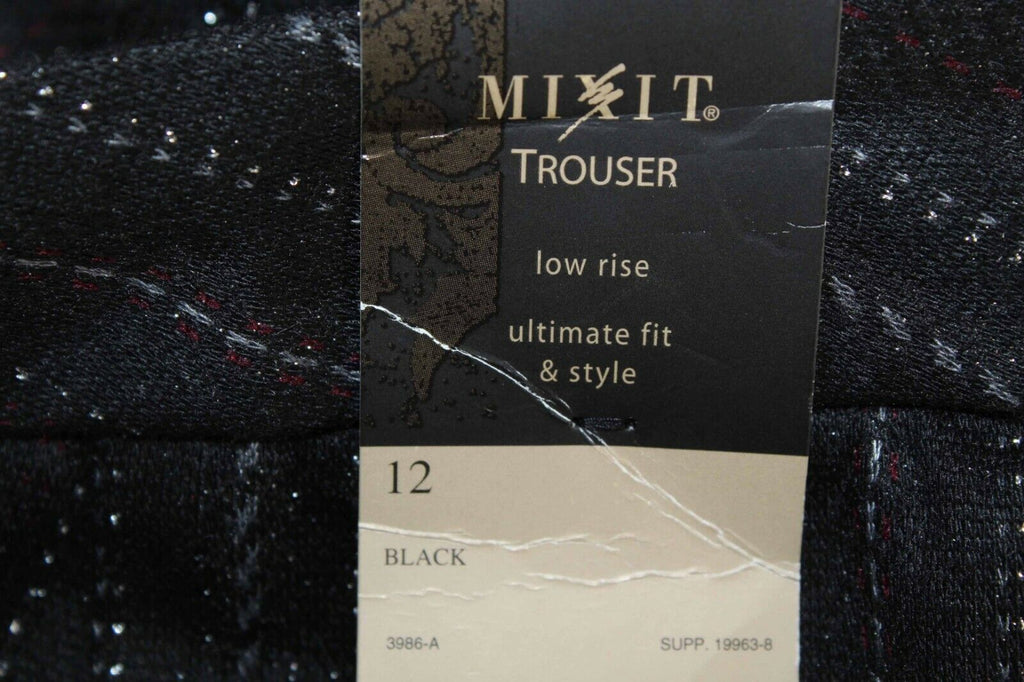 MIXIT®
TROUSER
low rise
ultimate fit
& style
12
BLACK
3986-A SUPP. 19963-8